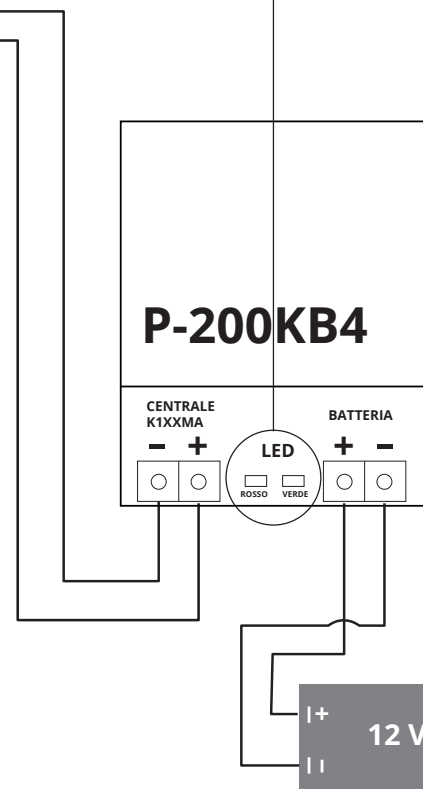 P-200KB4
CENTRALE
K1XXMA
BATTERIA
- +
LED
+ -
ROSSO VERDE
+
12 V
-